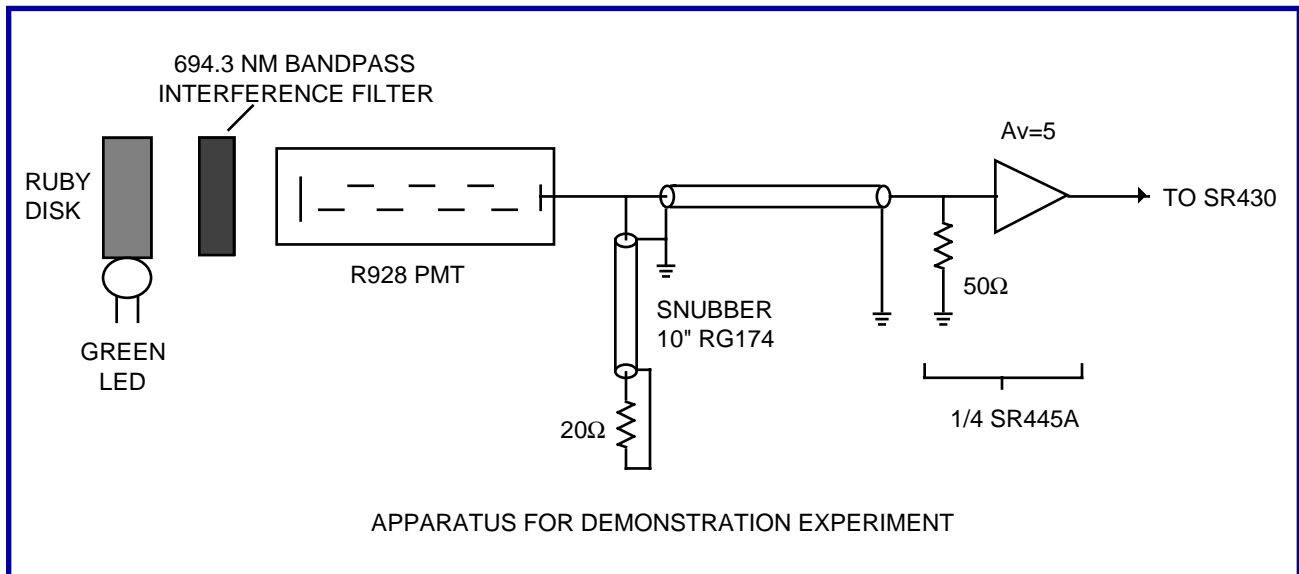 694.3 NM BANDPASS
INTERFERENCE FILTER
Av=5
RUBY
DISK
TO SR430
R928 PMT
50Ω
SNUBBER
10" RG174
GREEN
LED
20Ω
1/4 SR445A
APPARATUS FOR DEMONSTRATION EXPERIMENT